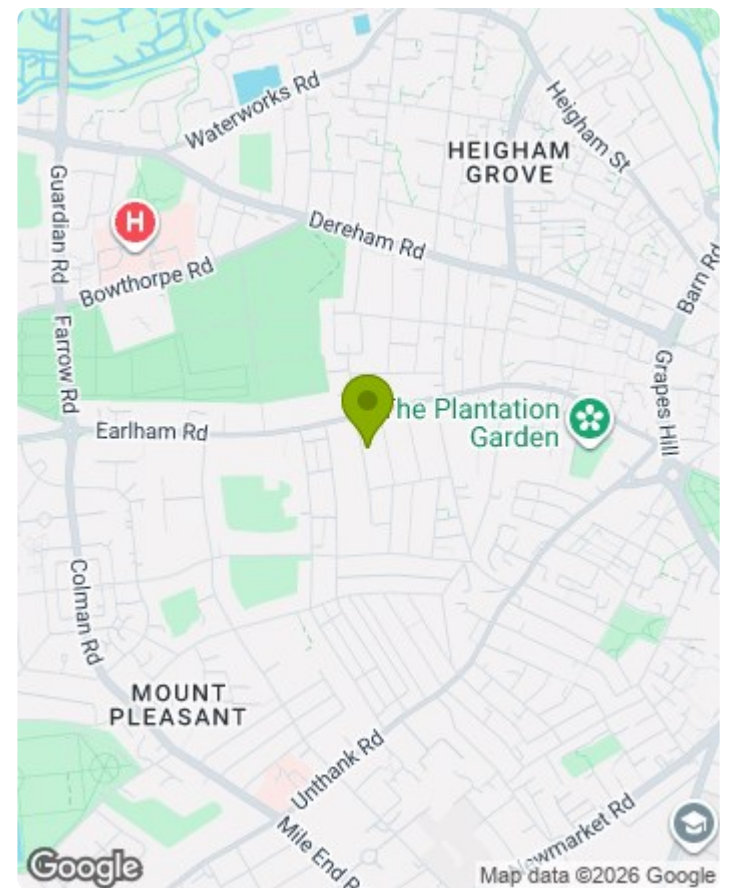 Waterworks Rd
Heigham St
HEIGHAM
GROVE
Guardian Rd
H
Dereham Rd
Bowthorpe Rd
Barn Rd
Farrow Rd
Grapes Hill
The Plantation
Garden
Earlham Rd
Colman Rd
MOUNT
PLEASANT
Unthank Rd
Mile End R
Newmarket Rd
Google
Map data ©2026 Google